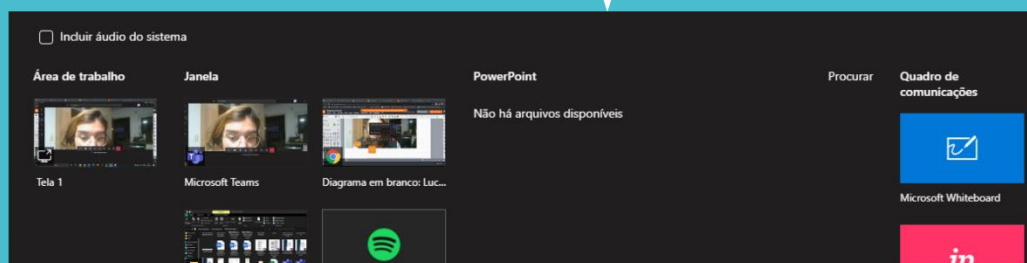 Incluir áudio do sistema
Área de trabalho
Janela
PowerPoint
Procurar
Quadro de
comunicações
Não há arquivos disponíveis
Tela 1
Microsoft Teams
Diagrama em branco: Luc...
Microsoft Whiteboard
in